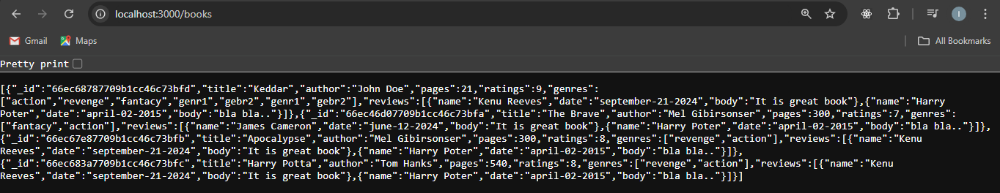 localhost:3000/books
I
Gmail
Maps
All Bookmarks
Pretty print
[{"_id":"66ec68787709b1cc46c73bfd","title":"Keddar","author":"John Doe","pages":21,"ratings":9,"genres":
["action","revenge","fantacy","genr1","gebr2","genr1","gebr2"],"reviews":[{"name":"Kenu Reeves","date":"september-21-2024","body":"It is great book"},{"name":"Harry
Poter","date":"april-02-2015","body":"bla bla.."}]},{"_id":"66ec46d07709b1cc46c73bfa","title":"The Brave","author":"Mel Gibirsonser","pages":300,"ratings":7,"genres":
["fantacy","action"],"reviews":[{"name":"James Cameron","date":"june-12-2024","body":"It is great book"},{"name":"Harry Poter","date":"april-02-2015","body":"bla bla.."}]},
{"_id":"66ec67e87709b1cc46c73bfb","title":"Apocalypse","author":"Mel Gibirsonser","pages":300,"ratings":8,"genres":["revenge","action"],"reviews":[{"name":"Kenu
Reeves","date":"september-21-2024","body":"It is great book"},{"name":"Harry Poter","date":"april-02-2015","body":"bla bla.."}]},
{"_id":"66ec683a7709b1cc46c73bfc","title":"Harry Potta","author":"Tom Hanks","pages":540,"ratings":8,"genres":["revenge","action"],"reviews":[{"name":"Kenu
Reeves","date":"september-21-2024","body":"It is great book"},{"name":"Harry Poter","date":"april-02-2015","body":"bla bla.."}]}]